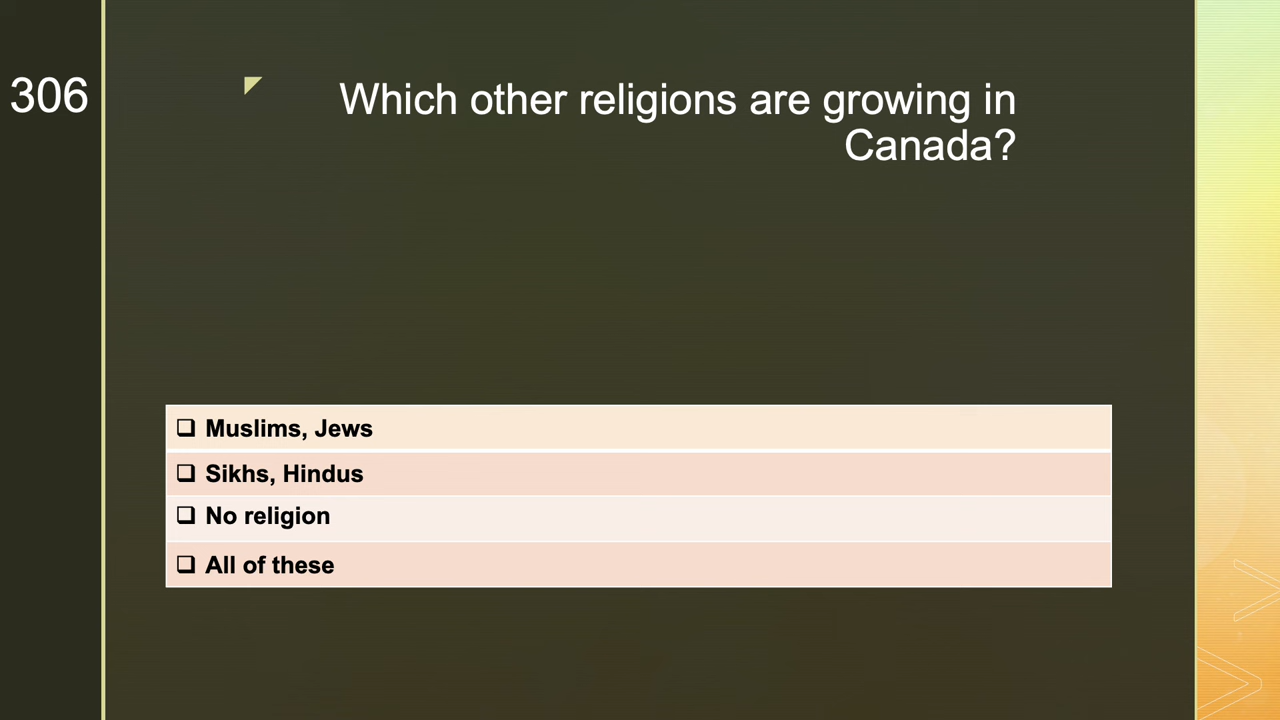 306
Which other religions are growing in
Canada?
❑ Muslims, Jews
❑ Sikhs, Hindus
❑ No religion
❑ All of these